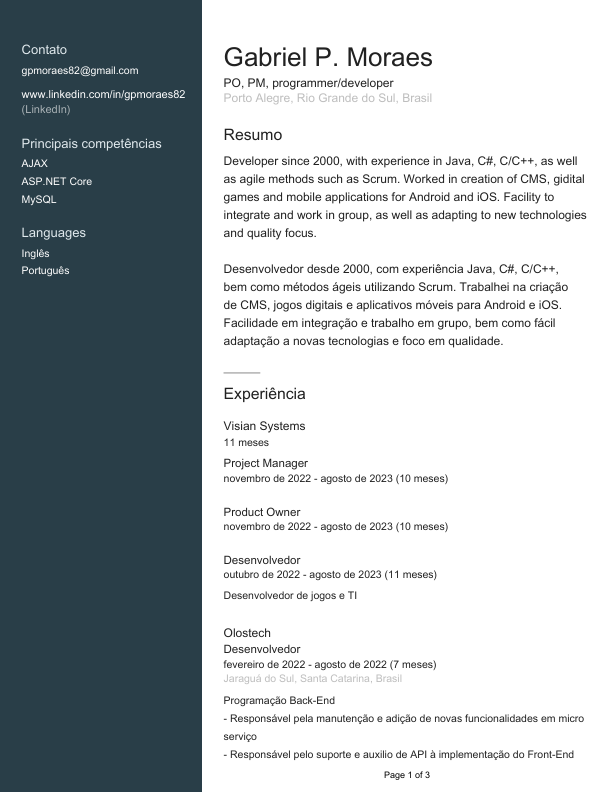 Contato
gpmoraes82@gmail.com
www.linkedin.com/in/gpmoraes82
(LinkedIn)
Principais competências
AJAX
ASP.NET Core
MySQL
Languages
Inglês
Português
Gabriel P. Moraes
PO, PM, programmer/developer
Porto Alegre, Rio Grande do Sul, Brasil
Resumo
Developer since 2000, with experience in Java, C#, C/C++, as well
as agile methods such as Scrum. Worked in creation of CMS, gidital
games and mobile applications for Android and iOS. Facility to
integrate and work in group, as well as adapting to new technologies
and quality focus.
Desenvolvedor desde 2000, com experiência Java, C#, C/C++,
bem como métodos ágeis utilizando Scrum. Trabalhei na criação
de CMS, jogos digitais e aplicativos móveis para Android e iOS.
Facilidade em integração e trabalho em grupo, bem como fácil
adaptação a novas tecnologias e foco em qualidade.
Experiência
Visian Systems
11 meses
Project Manager
novembro de 2022 - agosto de 2023 (10 meses)
Product Owner
novembro de 2022 - agosto de 2023 (10 meses)
Desenvolvedor
outubro de 2022 - agosto de 2023 (11 meses)
Desenvolvedor de jogos e TI
Olostech
Desenvolvedor
fevereiro de 2022 - agosto de 2022 (7 meses)
Jaraguá do Sul, Santa Catarina, Brasil
Programação Back-End
- Responsável pela manutenção e adição de novas funcionalidades em micro
serviço
- Responsável pelo suporte e auxilio de API à implementação do Front-End
Page 1 of 3